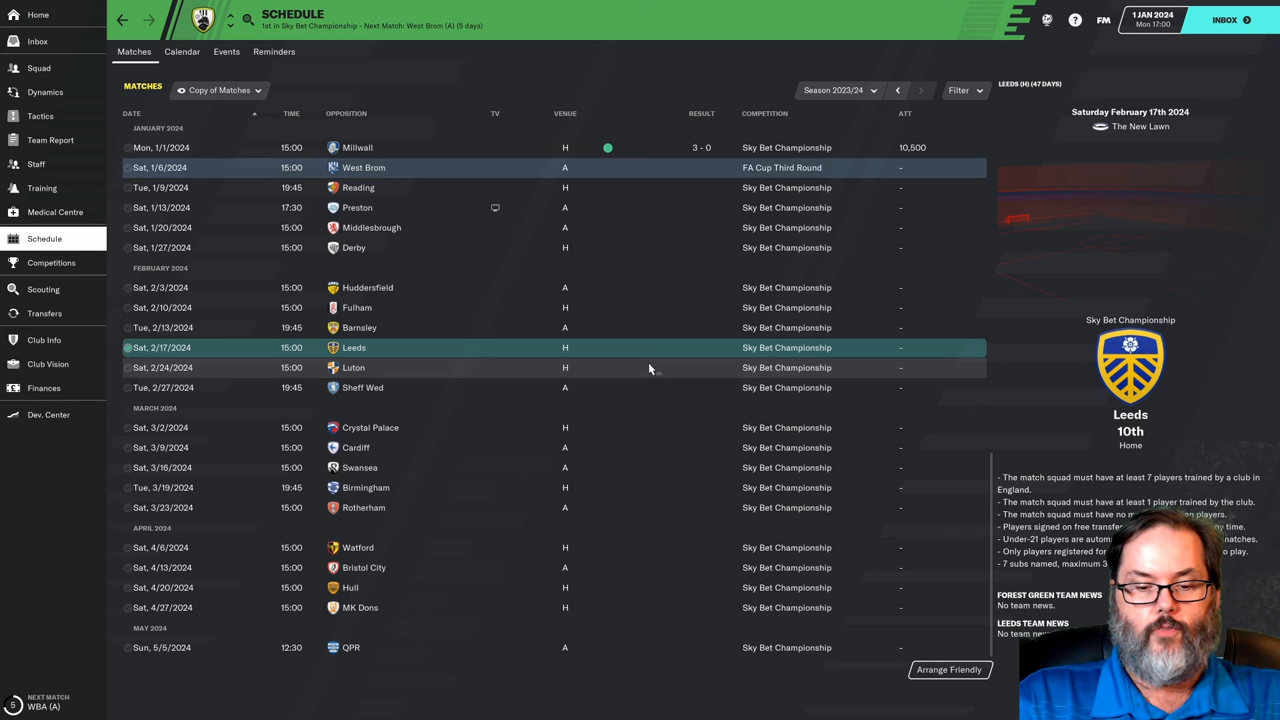 Home
Inbox
Squad
Dynamics
Tactics
Team Report
Staff
Training
Medical Centre
Schedule
Competitions
Scouting
Transfers
Club Info
Club Vision
Finances
Dev. Center
5
NEXT MATCH
WBA (A)
SCHEDULE
1st in Sky Bet Championship - Next Match: West Brom (A) (5 days)
FM
1 JAN 2024
Mon 17:00
INBOX
Matches Calendar Events Reminders
MATCHES Copy of Matches Season 2023/24 Filter
DATE TIME OPPOSITION TV VENUE RESULT COMPETITION ATT
JANUARY 2024
Mon, 1/1/2024 15:00 Millwall H 3 - 0 Sky Bet Championship 10,500
Sat, 1/6/2024 15:00 West Brom A FA Cup Third Round -
Tue, 1/9/2024 19:45 Reading H Sky Bet Championship -
Sat, 1/13/2024 17:30 Preston A Sky Bet Championship -
Sat, 1/20/2024 15:00 Middlesbrough A Sky Bet Championship -
Sat, 1/27/2024 15:00 Derby H Sky Bet Championship -
FEBRUARY 2024
Sat, 2/3/2024 15:00 Huddersfield A Sky Bet Championship -
Sat, 2/10/2024 15:00 Fulham H Sky Bet Championship -
Tue, 2/13/2024 19:45 Barnsley A Sky Bet Championship -
Sat, 2/17/2024 15:00 Leeds H Sky Bet Championship -
Sat, 2/24/2024 15:00 Luton H Sky Bet Championship -
Tue, 2/27/2024 19:45 Sheff Wed A Sky Bet Championship -
MARCH 2024
Sat, 3/2/2024 15:00 Crystal Palace H Sky Bet Championship -
Sat, 3/9/2024 15:00 Cardiff A Sky Bet Championship -
Sat, 3/16/2024 15:00 Swansea A Sky Bet Championship -
Tue, 3/19/2024 19:45 Birmingham H Sky Bet Championship -
Sat, 3/23/2024 15:00 Rotherham A Sky Bet Championship -
APRIL 2024
Sat, 4/6/2024 15:00 Watford H Sky Bet Championship -
Sat, 4/13/2024 15:00 Bristol City A Sky Bet Championship -
Sat, 4/20/2024 15:00 Hull H Sky Bet Championship -
Sat, 4/27/2024 15:00 MK Dons H Sky Bet Championship -
MAY 2024
Sun, 5/5/2024 12:30 QPR A Sky Bet Championship -
Arrange Friendly
LEEDS (H) (47 DAYS)
Saturday February 17th 2024
The New Lawn
Sky Bet Championship
Leeds
10th
Home
- The match squad must have at least 7 players trained by a club in
England.
- The match squad must have at least 1 player trained by the club.
- The match squad must have no players.
- Players signed on free time.
- Under-21 players are matches.
- Only players registered play.
- 7 subs named, maximum 3
FOREST GREEN TEAM NEWS
No team news.
LEEDS TEAM NEWS
No team